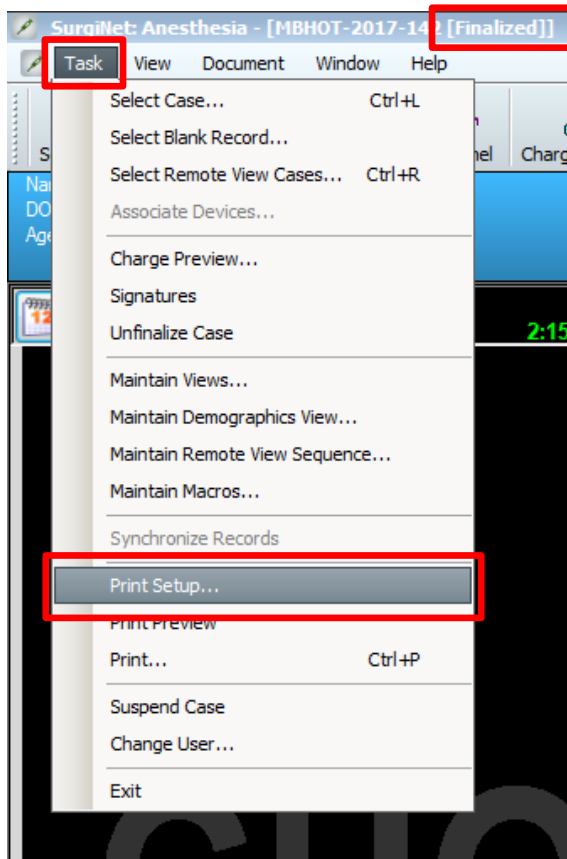 SurgiNet: Anesthesia - [MBHOT-2017-142 [Finalized]]
Task View Document Window Help
Select Case... Ctrl+L
Select Blank Record...
Select Remote View Cases... Ctrl+R
Associate Devices...
Charge Preview...
Signatures
Unfinalize Case
2:15
Maintain Views...
Maintain Demographics View...
Maintain Remote View Sequence...
Maintain Macros...
Synchronize Records
Print Setup...
Print Preview
Print... Ctrl+P
Suspend Case
Change User...
Exit